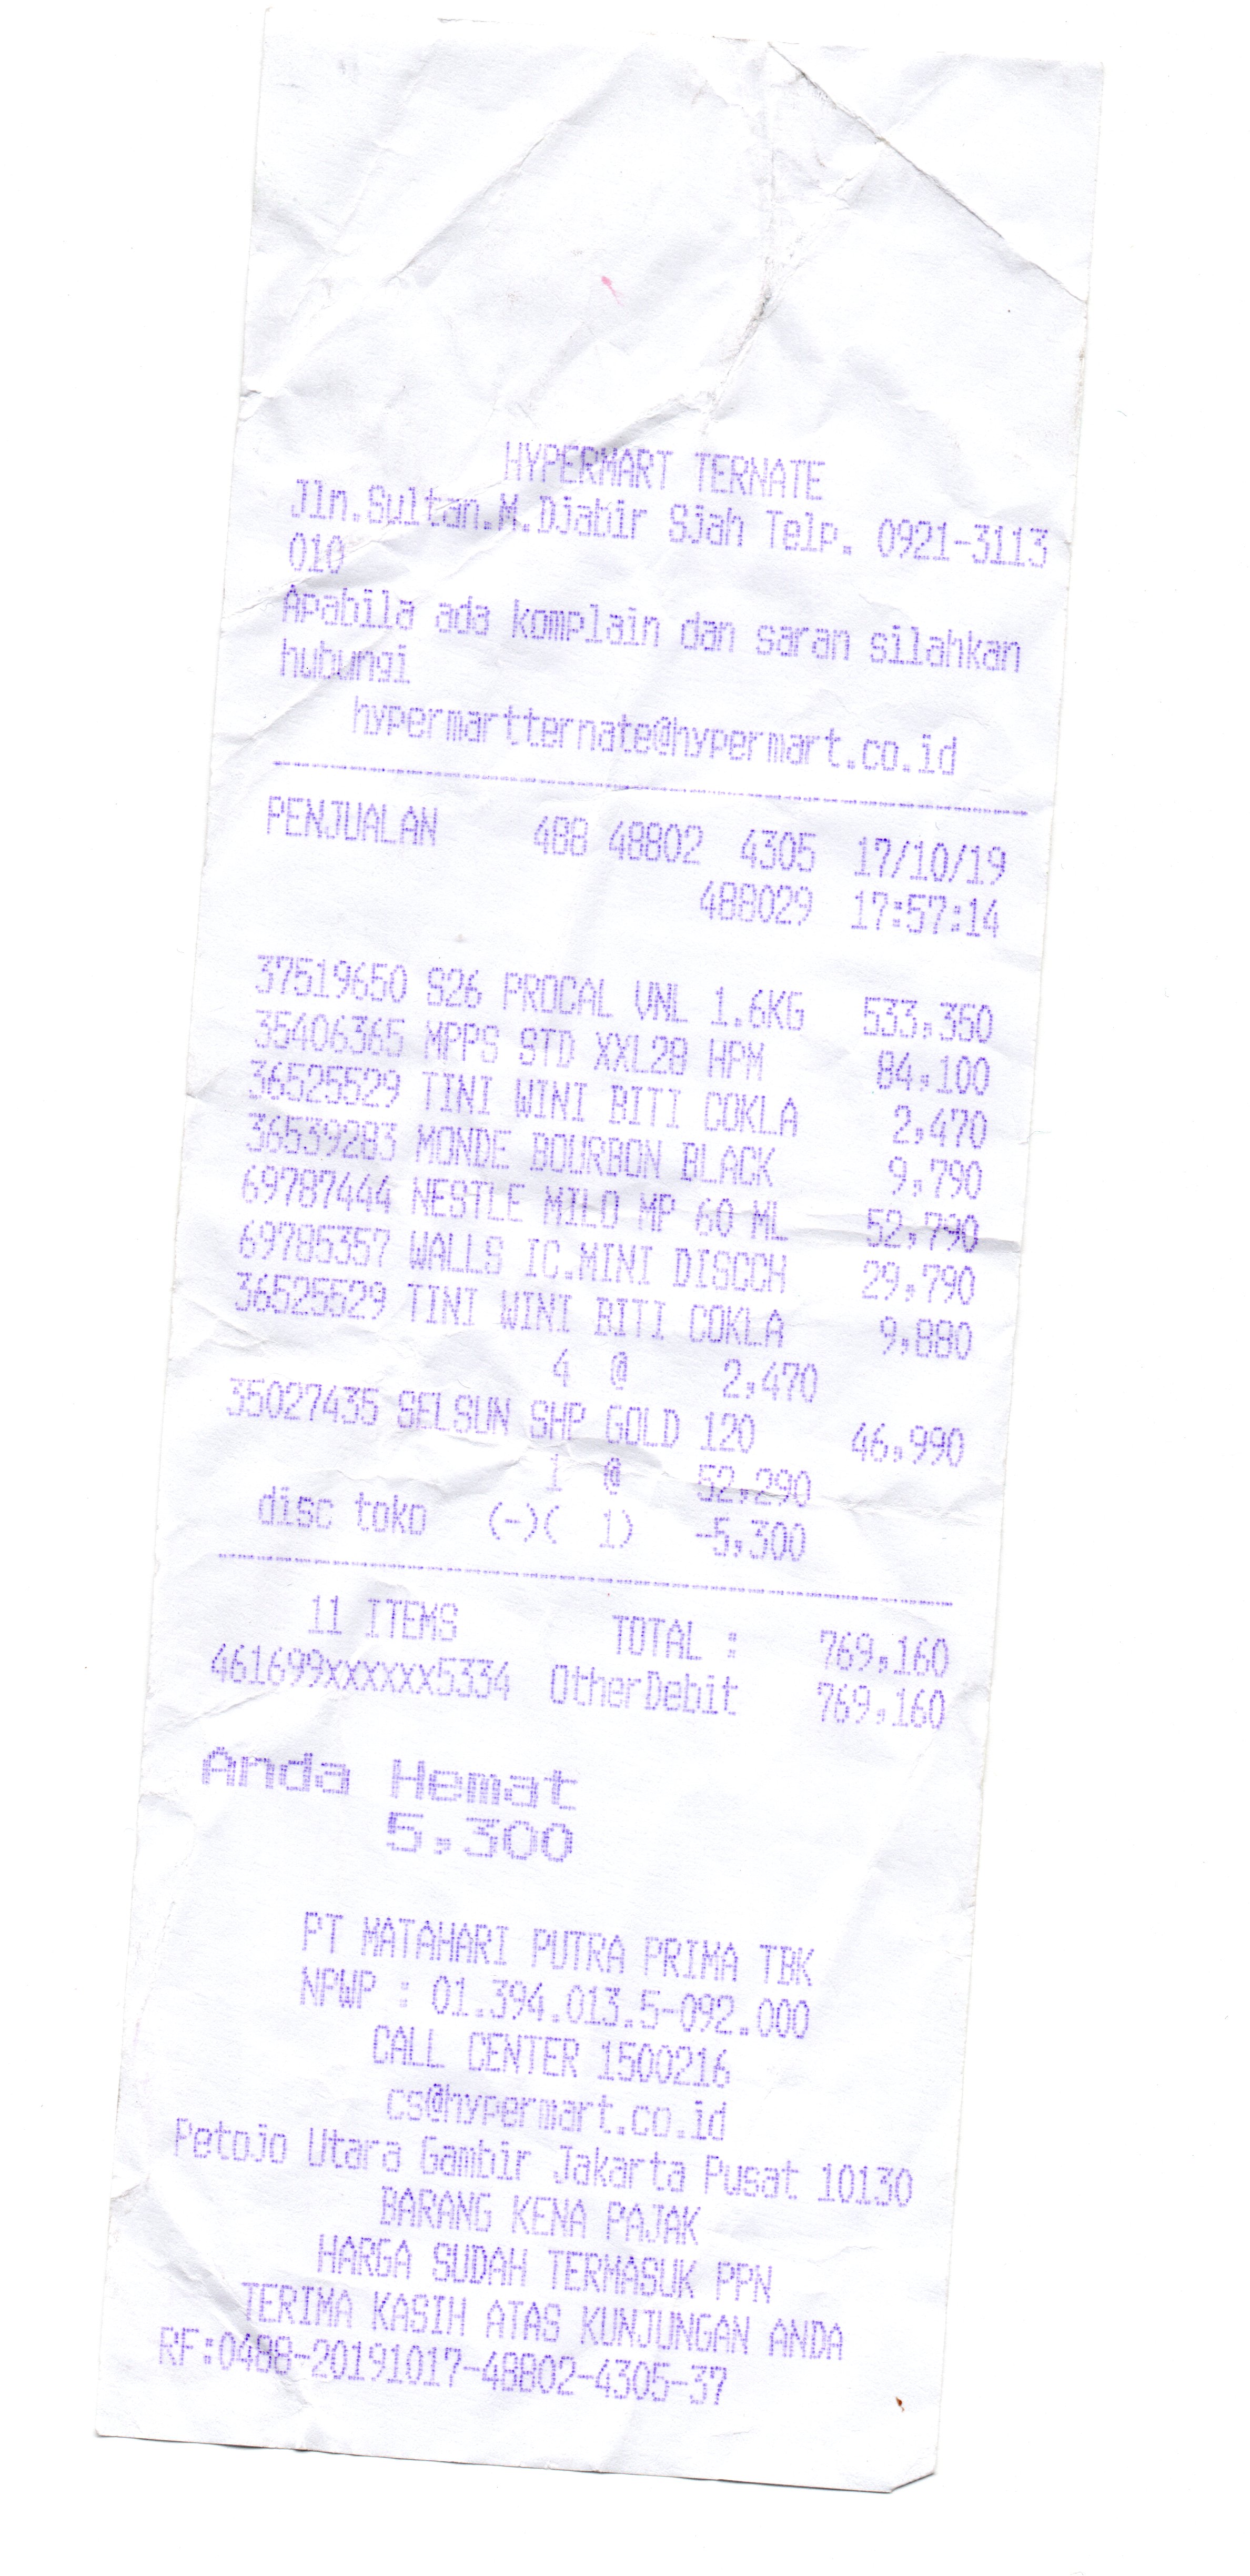 HYPERMART TERNATE
Jln.Sultan.M.Djabir Sjah Telp. 0921-3113
010
Apabila ada komplain dan saran silahkan
hubungi
hypermartternate@hypermart.co.id
PENJUALAN 488 48802 4305 17/10/19
488029 17:57:14
37519650 S26 PROCAL VNL 1.6KG 533,350
35406365 MPPS STD XXL28 HPM 84,100
36525529 TINI WINI BITI COKLA 2,470
36539283 MONDE BOURBON BLACK 9,790
69787444 NESTLE MILO MP 60 ML 52,790
69785357 WALLS IC.MINI DISCCH 29,790
36525529 TINI WINI BITI COKLA 9,880
4 @ 2,470
35027435 SELSUN SHP GOLD 120 46,990
1 @ 52,290
disc toko (-)( 1) -5,300
11 ITEMS TOTAL : 769,160
461699xxxxxx5334 OtherDebit 769,160
Anda Hemat
5,300
PT MATAHARI PUTRA PRIMA TBK
NPWP : 01.394.013.5-092.000
CALL CENTER 1500216
cs@hypermart.co.id
Petojo Utara Gambir Jakarta Pusat 10130
BARANG KENA PAJAK
HARGA SUDAH TERMASUK PPN
TERIMA KASIH ATAS KUNJUNGAN ANDA
RF:0488-20191017-48802-4305-37